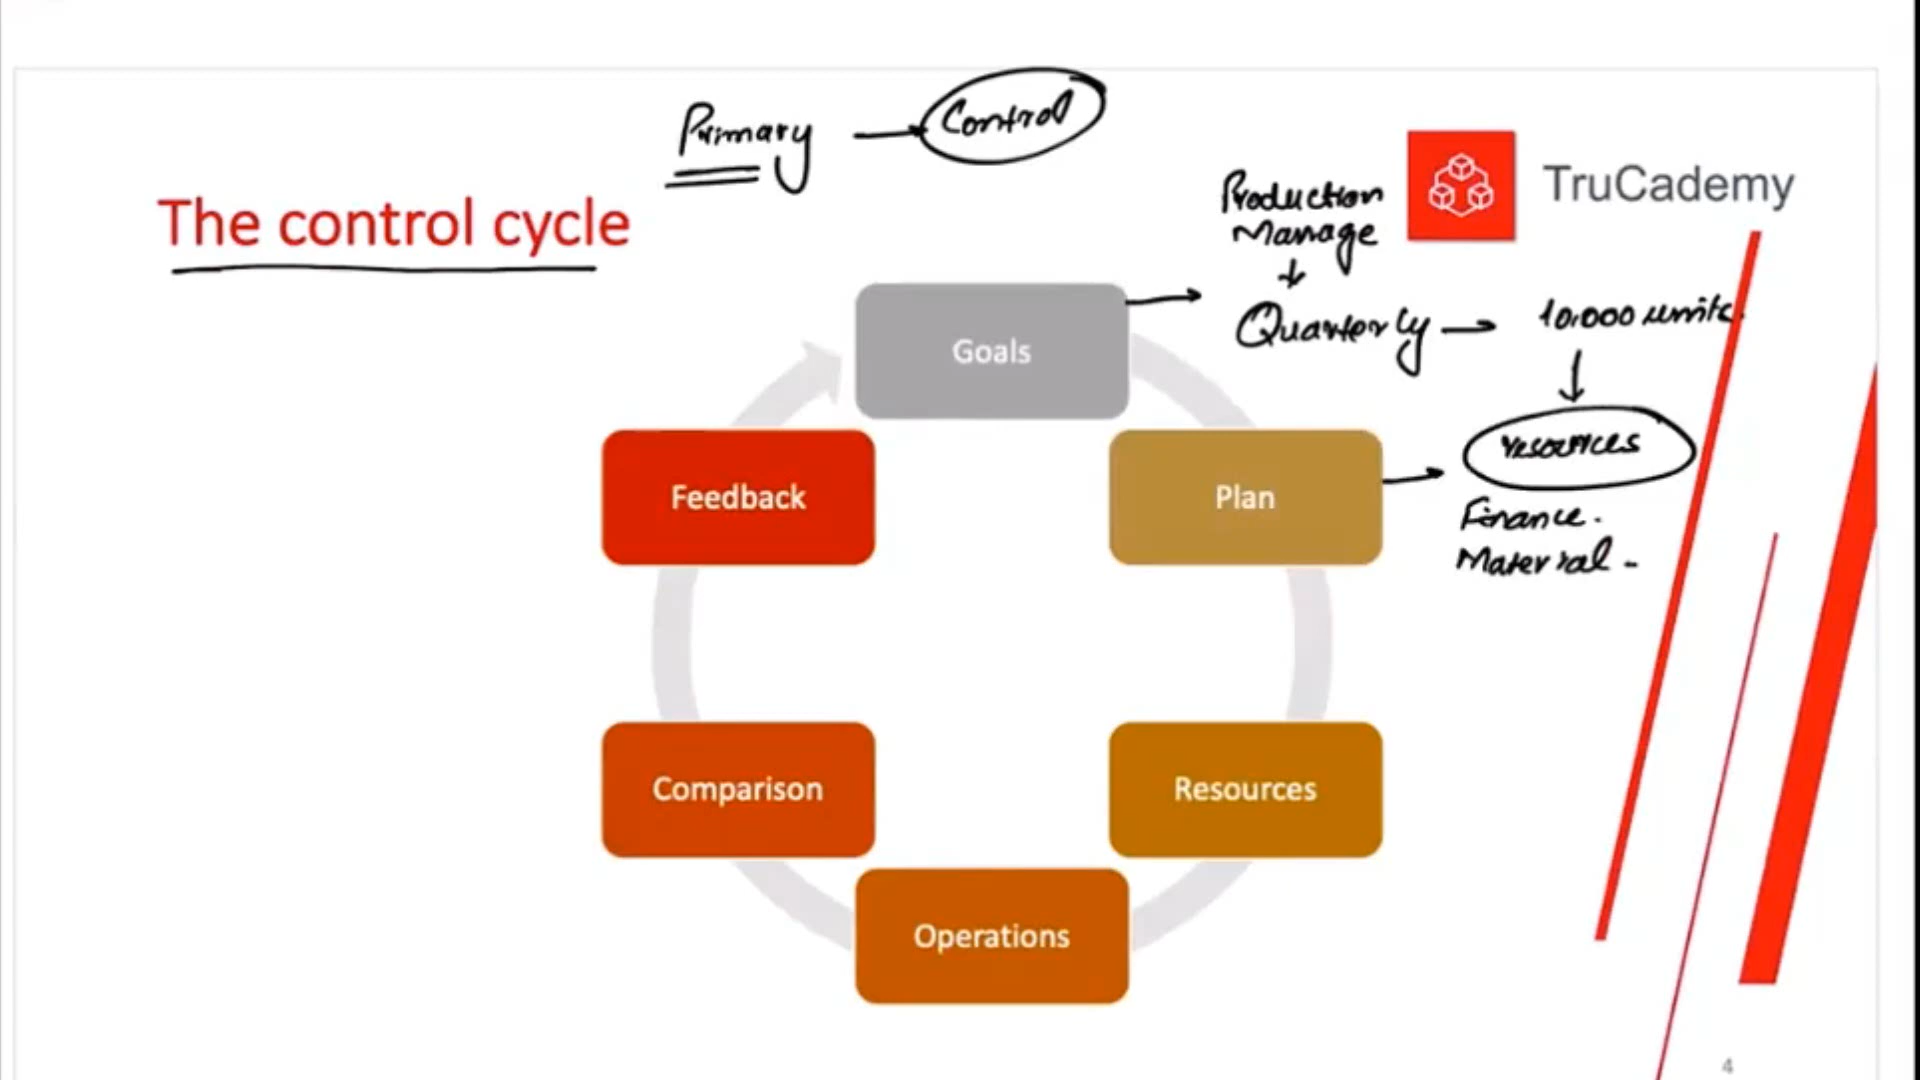 Primary → Control
TruCademy
The control cycle
Production
Manage
↓
Goals → Quarterly → 10,000 units.
↓
Feedback
Plan → resources
Finance.
Material -
Comparison
Resources
Operations
4